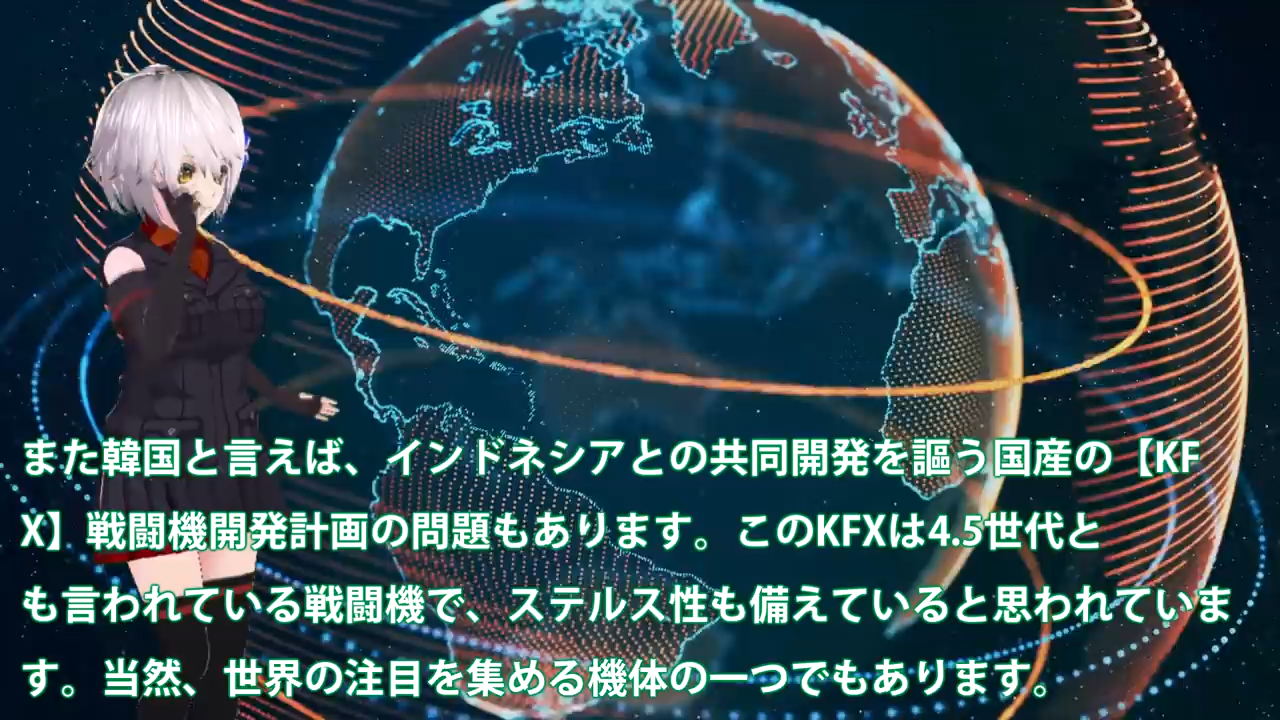 また韓国と言えば、インドネシアとの共同開発を謳う国産の【KF
X】戦闘機開発計画の問題もあります。このKFXは4.5世代と
も言われている戦闘機で、ステルス性も備えていると思われていま
す。当然、世界の注目を集める機体の一つでもあります。